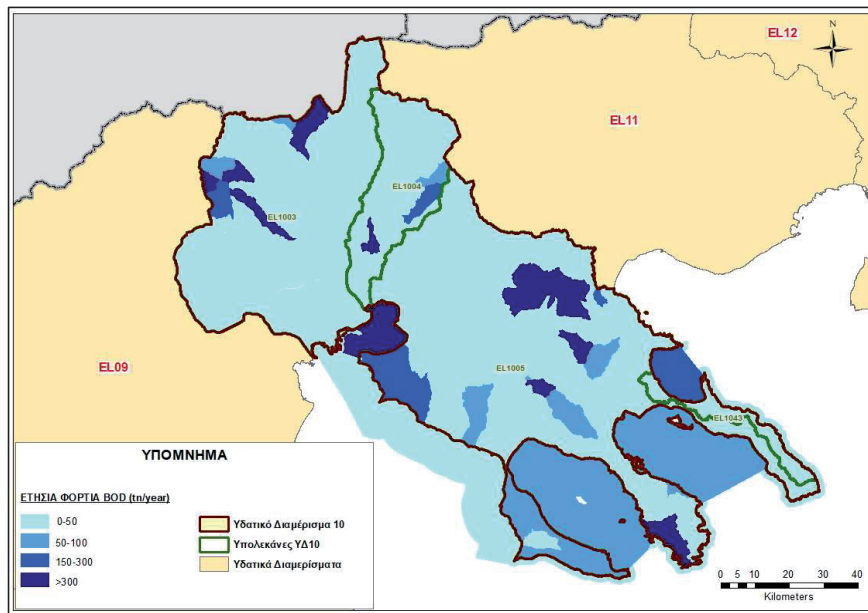 EL12
N
EL11
EL1004
EL1003
EL09
EL1005
EL1043
ΥΠΟΜΝΗΜΑ
ΕΤΗΣΙΑ ΦΟΡΤΙΑ BOD (tn/year)
0-50
50-100
150-300
>300
Υδατικό Διαμέρισμα 10
Υπολεκάνες ΥΔ10
Υδατικά Διαμερίσματα
0 5 10 20 30 40
Kilometers